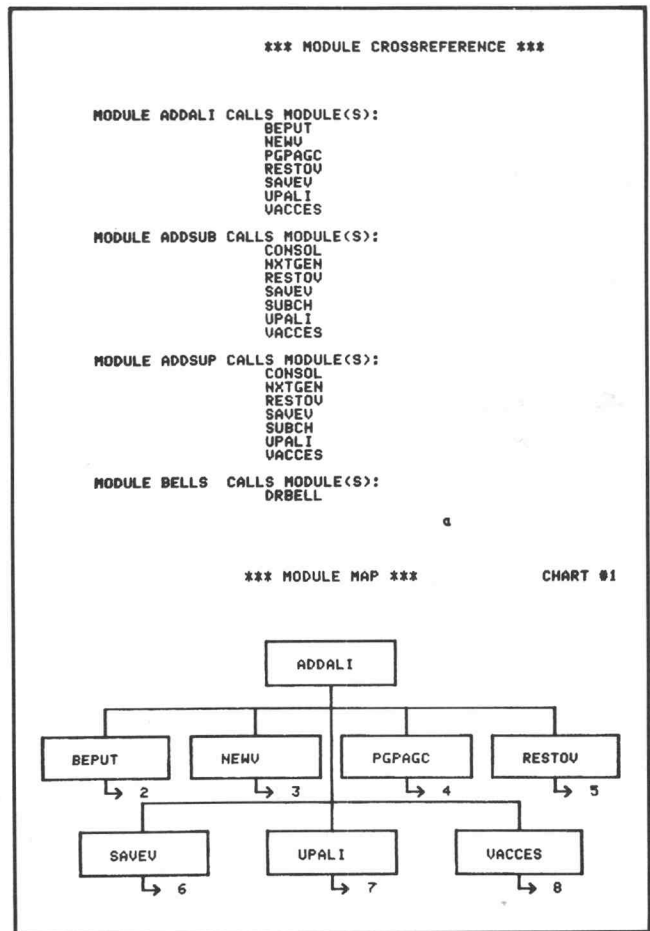 *** MODULE CROSSREFERENCE ***
MODULE ADDALI CALLS MODULE(S):
BEPUT
NEWV
PGPAGC
RESTOV
SAVEV
UPALI
VACCES
MODULE ADDSUB CALLS MODULE(S):
CONSOL
NXTGEN
RESTOV
SAVEV
SUBCH
UPALI
VACCES
MODULE ADDSUP CALLS MODULE(S):
CONSOL
NXTGEN
RESTOV
SAVEV
SUBCH
UPALI
VACCES
MODULE BELLS CALLS MODULE(S):
DRBELL
a
*** MODULE MAP *** CHART #1
ADDALI
BEPUT NEWV PGPAGC RESTOV
2 3 4 5
SAVEV UPALI VACCES
6 7 8